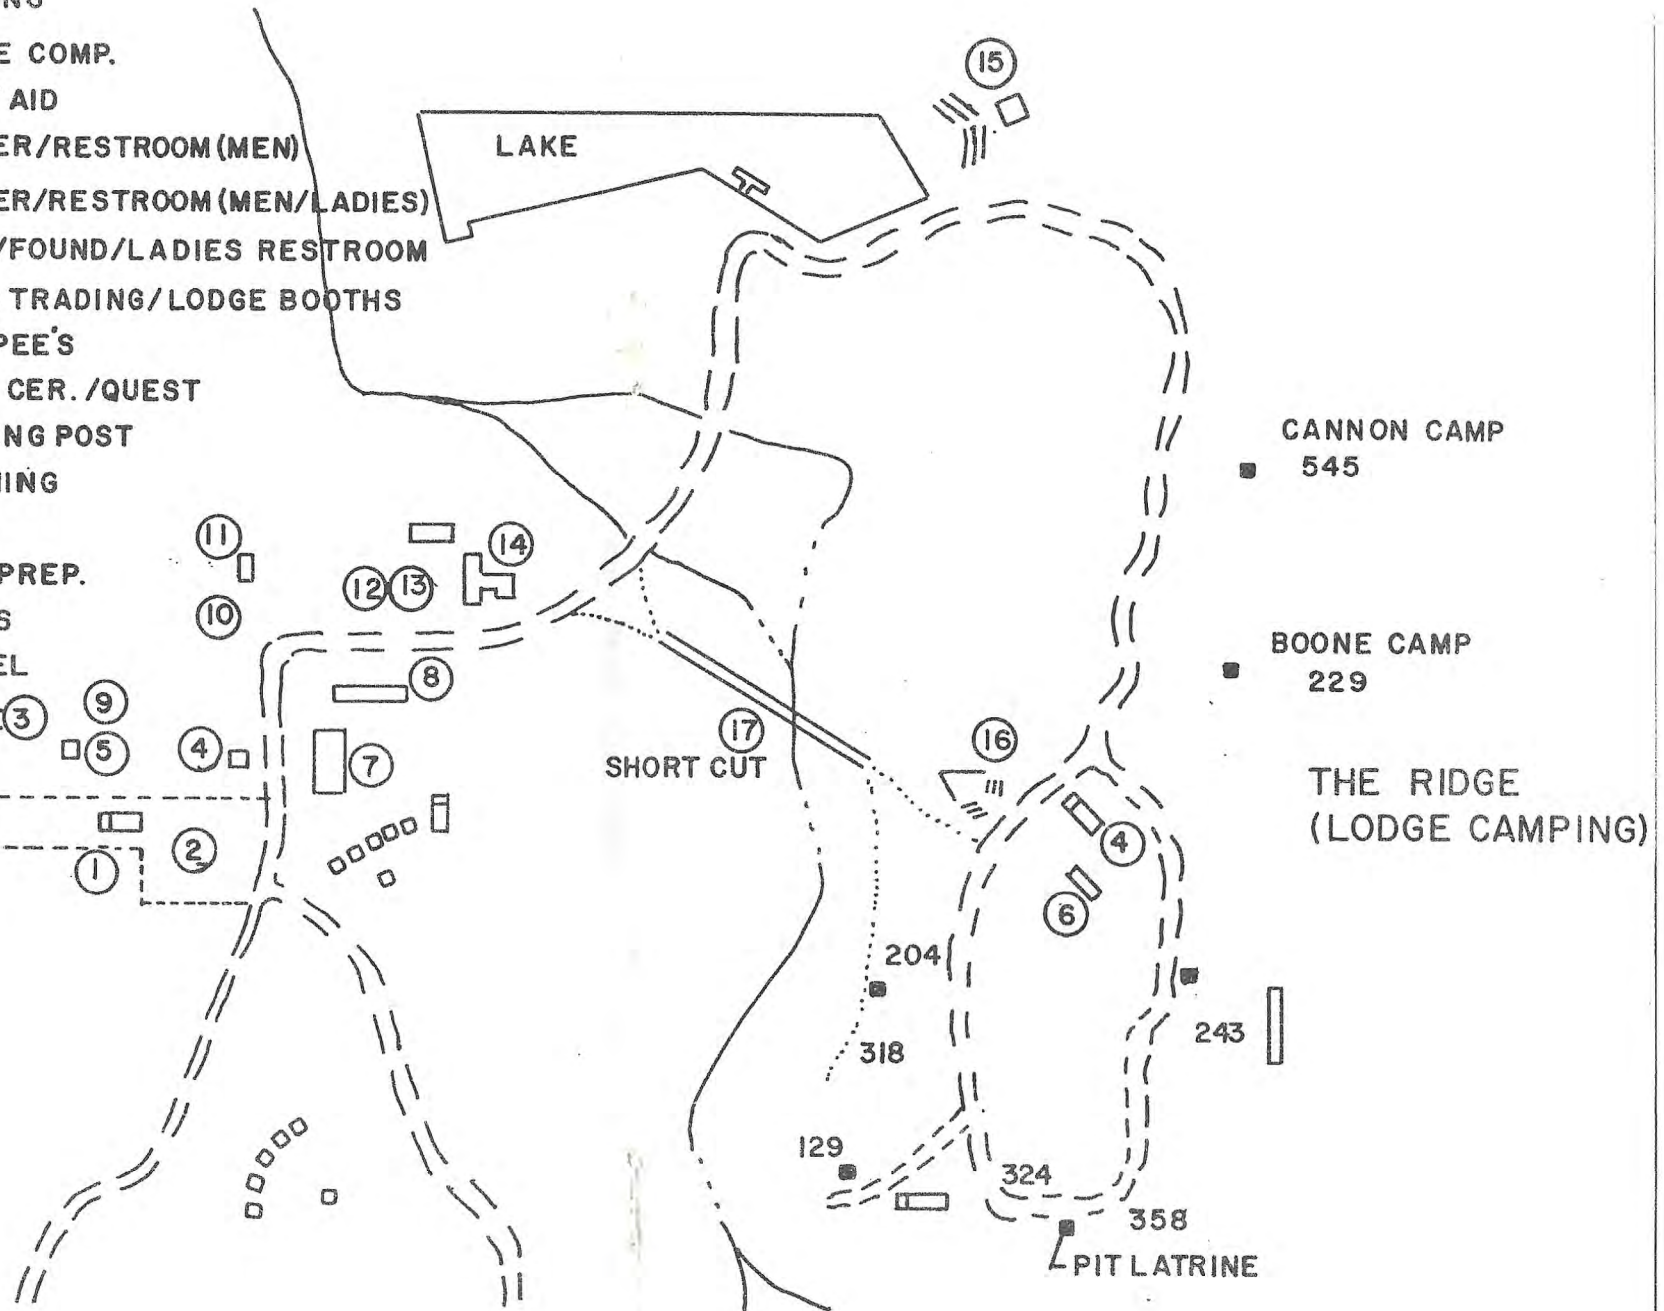 NG
E COMP.
AID
ER/RESTROOM(MEN)
ER/RESTROOM(MEN/LADIES)
/FOUND/LADIES RESTROOM
TRADING/LODGE BOOTHS
PEE'S
CER./QUEST
NG POST
NING
PREP.
S
EL
LAKE
15
CANNON CAMP
545
11
14
12 13
10
BOONE CAMP
229
8
3
9
5
4
7
17
SHORT CUT
16
THE RIDGE
(LODGE CAMPING)
4
1
2
6
204
243
318
129
324
358
PIT LATRINE